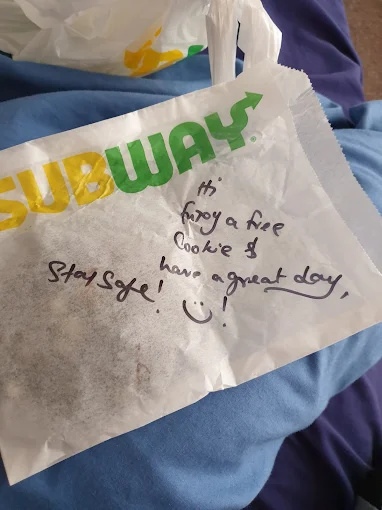 SUBWAY
Hi
Enjoy a free
Cookie &
have a great day,
Stay Safe! :)!